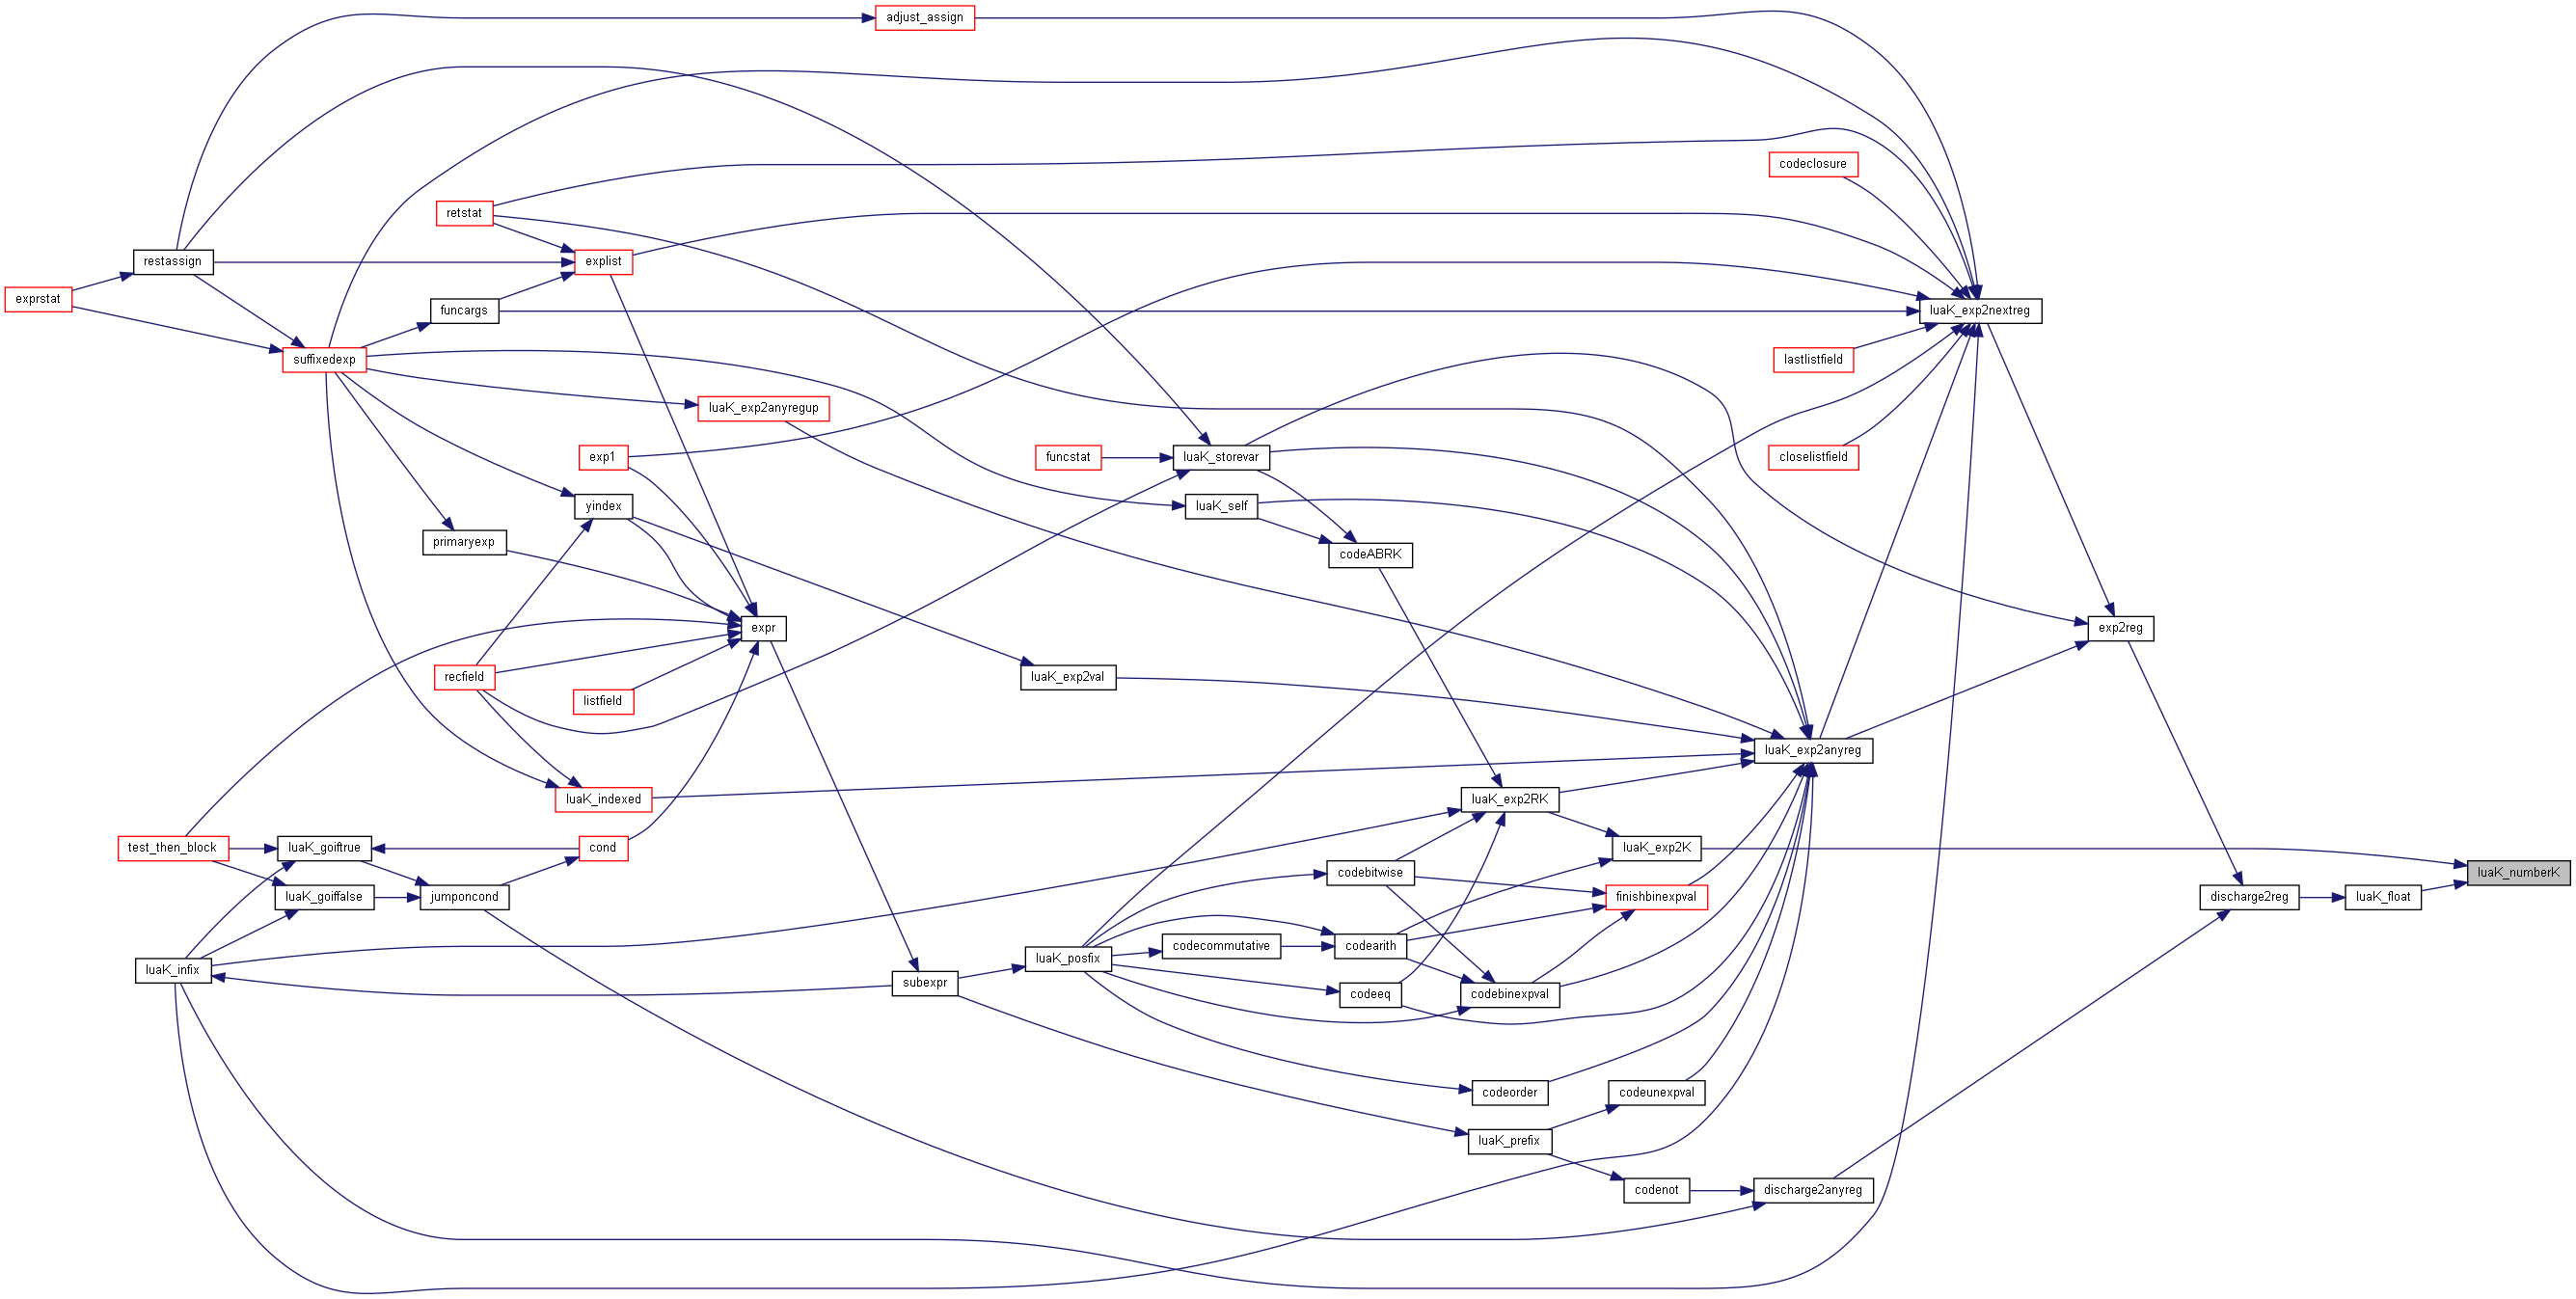 adjust_assign
codeclosure
retstat
restassign
explist
exprstat
funcargs
luaK_exp2nextreg
suffixedexp
lastlistfield
luaK_exp2anyregup
exp1
funcstat
luaK_storevar
closelistfield
yindex
luaK_self
primaryexp
codeABRK
expr
exp2reg
recfield
luaK_exp2val
listfield
luaK_exp2anyreg
luaK_indexed
luaK_exp2RK
test_then_block
luaK_goiftrue
cond
luaK_exp2K
codebitwise
luaK_numberK
luaK_goiffalse
jumponcond
finishbinexpval
discharge2reg
luaK_float
codecommutative
codearith
luaK_posfix
luaK_infix
subexpr
codeeq
codebinexpval
codeorder
codeunexpval
luaK_prefix
codenot
discharge2anyreg